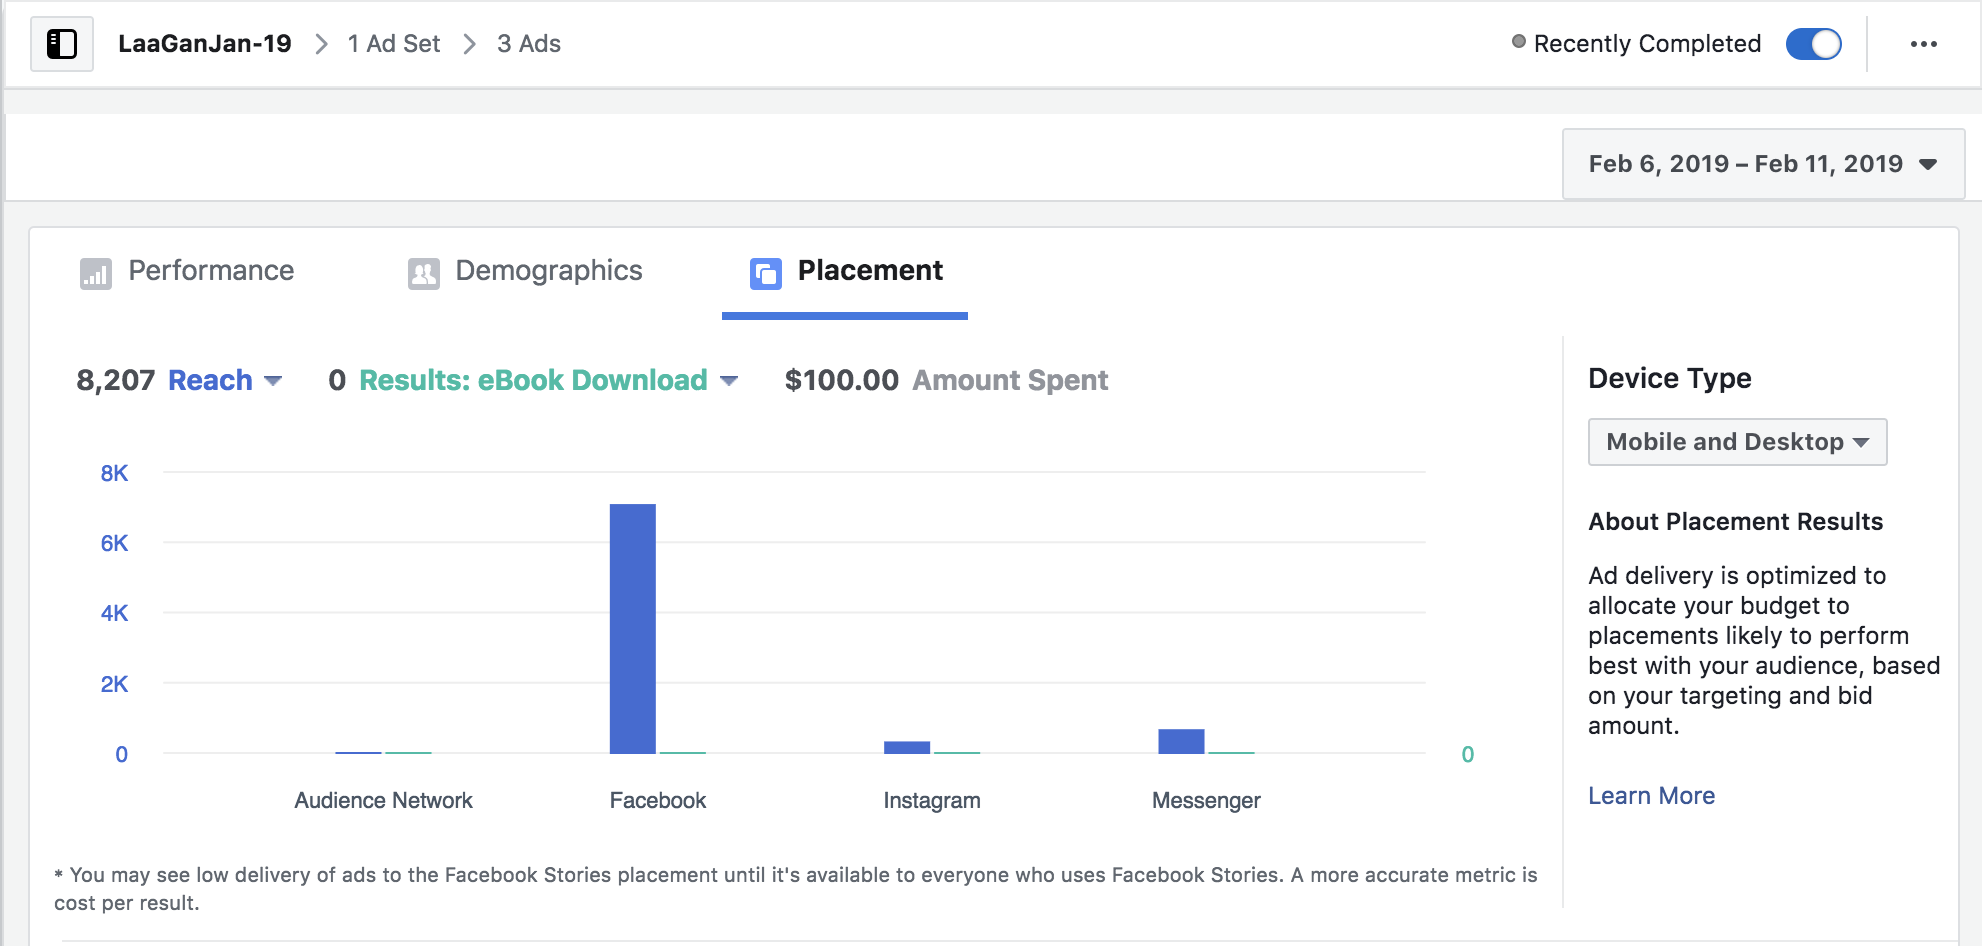 LaaGanJan-19 > 1 Ad Set > 3 Ads
Recently Completed
Feb 6, 2019 – Feb 11, 2019
Performance
Demographics
Placement
8,207 Reach
0 Results: eBook Download
$100.00 Amount Spent
8K
6K
4K
2K
0
0
Audience Network
Facebook
Instagram
Messenger
* You may see low delivery of ads to the Facebook Stories placement until it's available to everyone who uses Facebook Stories. A more accurate metric is
cost per result.
Device Type
Mobile and Desktop
About Placement Results
Ad delivery is optimized to
allocate your budget to
placements likely to perform
best with your audience, based
on your targeting and bid
amount.
Learn More